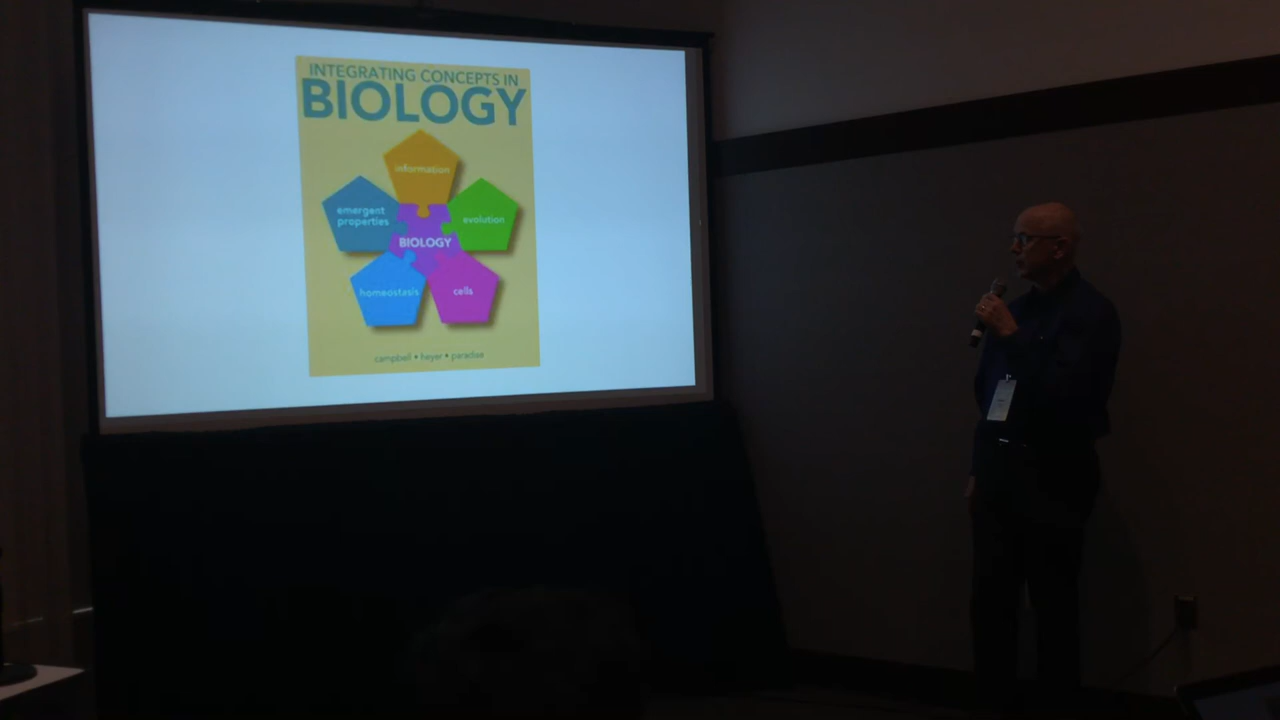 INTEGRATING CONCEPTS IN
BIOLOGY
information
emergent
properties
evolution
BIOLOGY
homeostasis
cells
campbell • heyer • paradise